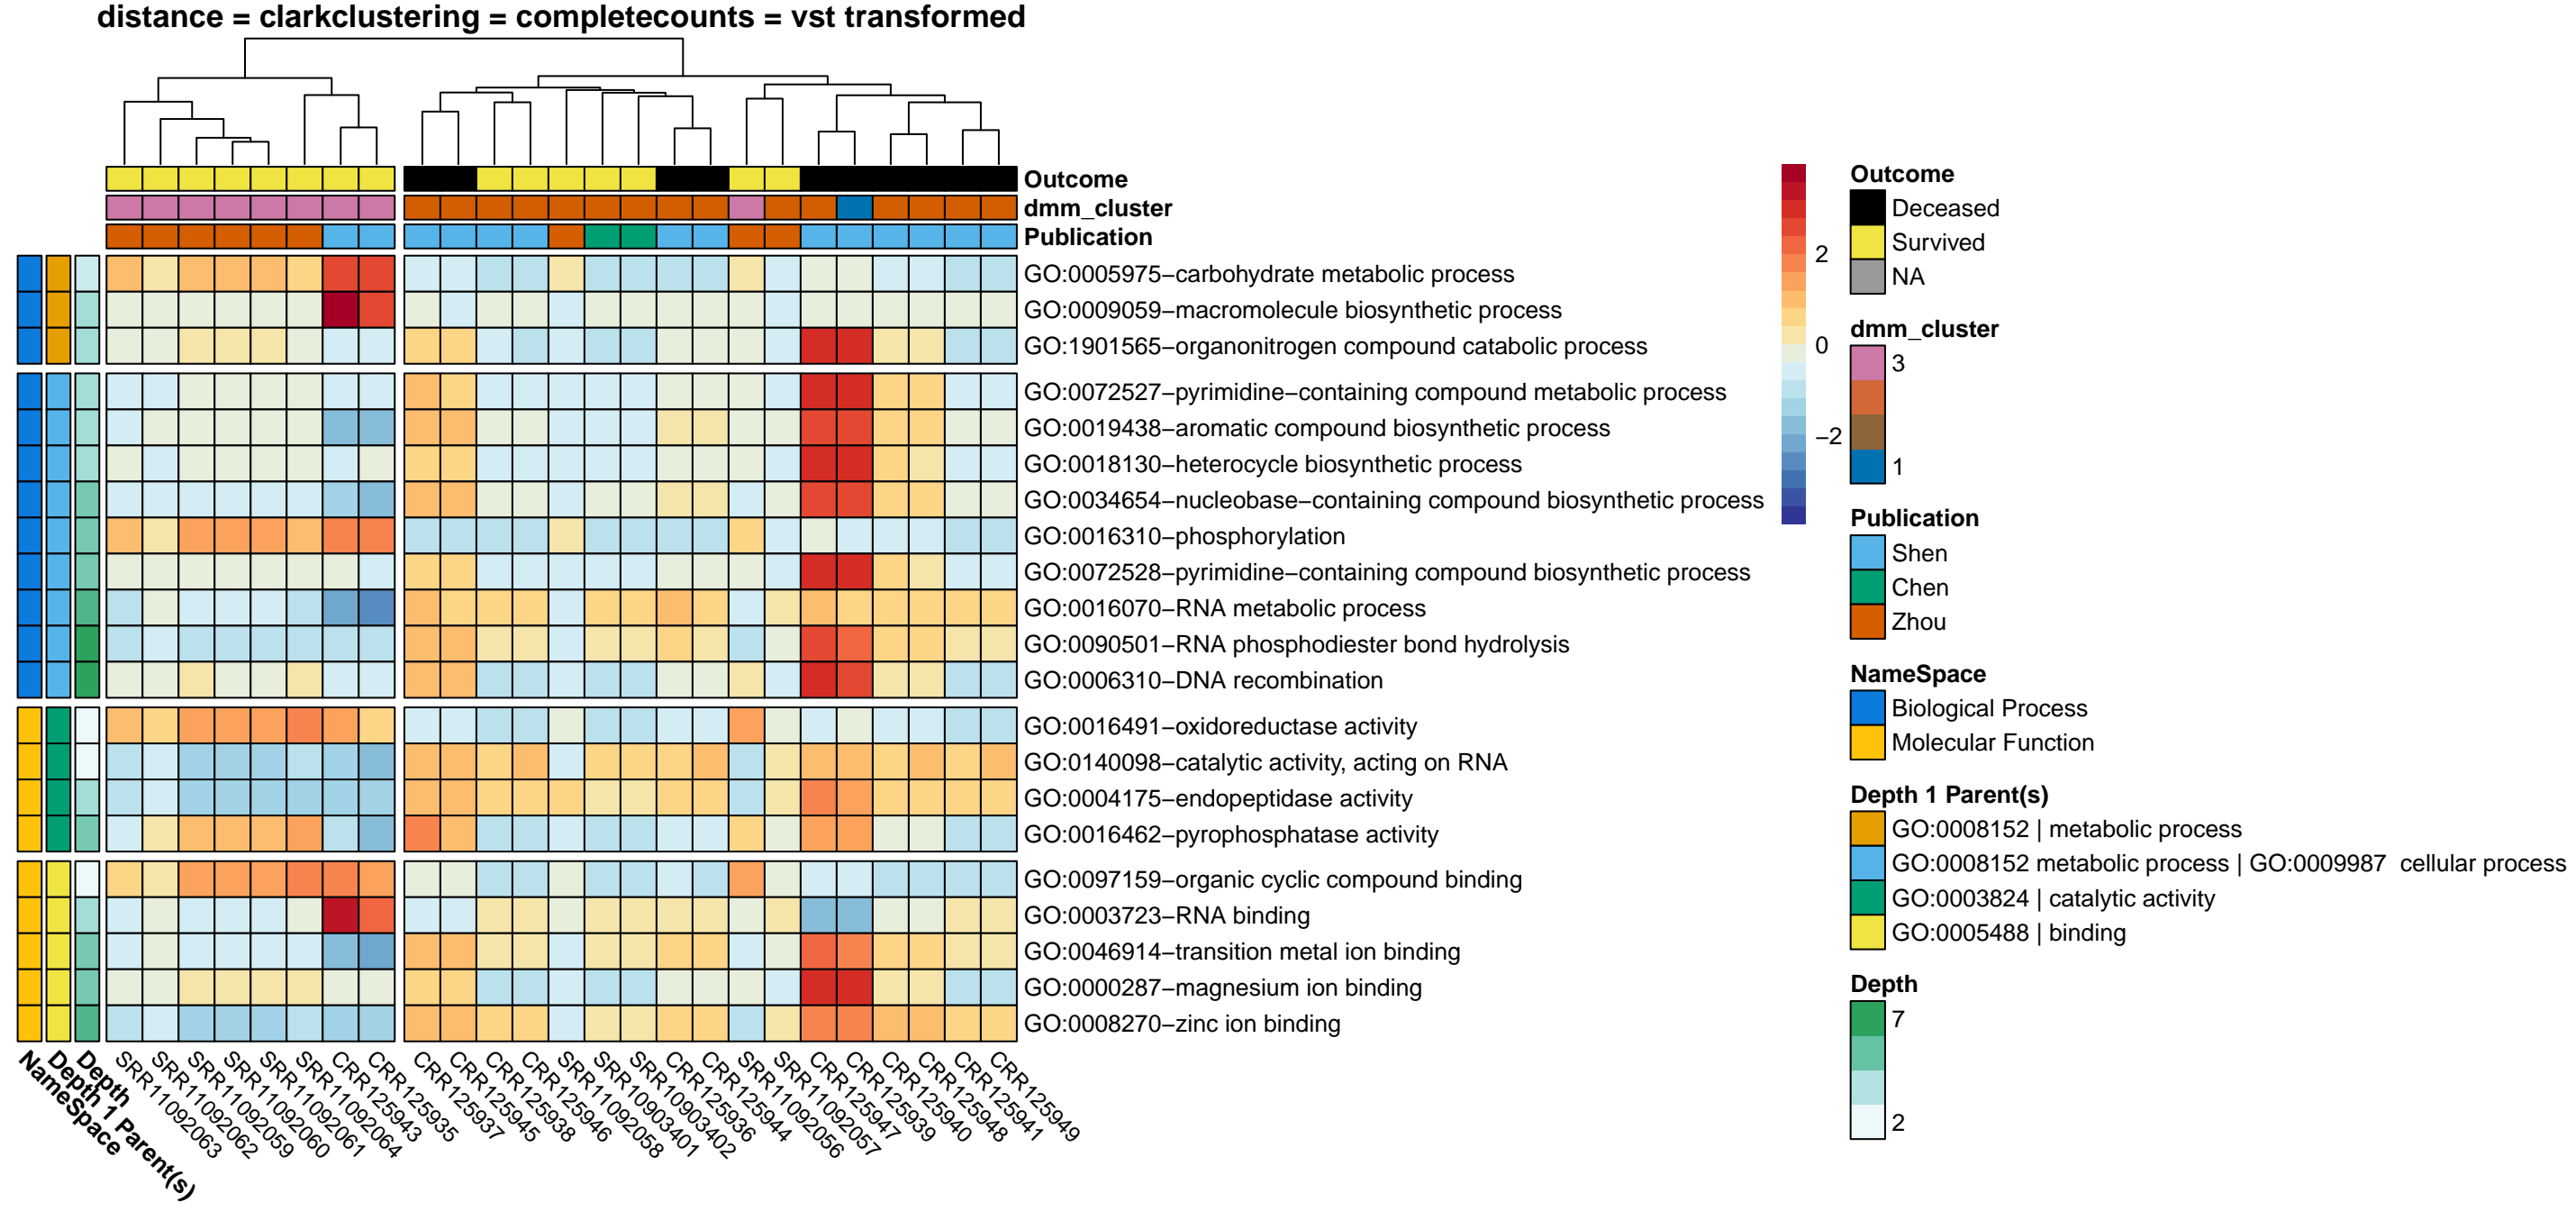 distance = clarkclustering = completecounts = vst transformed
Outcome
dmm_cluster
Publication
GO:0005975−carbohydrate metabolic process
GO:0009059−macromolecule biosynthetic process
GO:1901565−organonitrogen compound catabolic process
GO:0072527−pyrimidine−containing compound metabolic process
GO:0019438−aromatic compound biosynthetic process
GO:0018130−heterocycle biosynthetic process
GO:0034654−nucleobase−containing compound biosynthetic process
GO:0016310−phosphorylation
GO:0072528−pyrimidine−containing compound biosynthetic process
GO:0016070−RNA metabolic process
GO:0090501−RNA phosphodiester bond hydrolysis
GO:0006310−DNA recombination
GO:0016491−oxidoreductase activity
GO:0140098−catalytic activity, acting on RNA
GO:0004175−endopeptidase activity
GO:0016462−pyrophosphatase activity
GO:0097159−organic cyclic compound binding
GO:0003723−RNA binding
GO:0046914−transition metal ion binding
GO:0000287−magnesium ion binding
GO:0008270−zinc ion binding
NameSpace
Depth 1 Parent(s)
Depth
SRR11092063
SRR11092062
SRR11092059
SRR11092060
SRR11092061
SRR11092064
CRR125943
CRR125935
CRR125937
CRR125945
CRR125938
CRR125946
SRR11092058
SRR10903401
SRR10903402
CRR125936
CRR125944
SRR11092056
SRR11092057
CRR125947
CRR125939
CRR125940
CRR125948
CRR125941
CRR125949
2
0
−2
Outcome
Deceased
Survived
NA
dmm_cluster
3
1
Publication
Shen
Chen
Zhou
NameSpace
Biological Process
Molecular Function
Depth 1 Parent(s)
GO:0008152 | metabolic process
GO:0008152 metabolic process | GO:0009987  cellular process
GO:0003824 | catalytic activity
GO:0005488 | binding
Depth
7
2